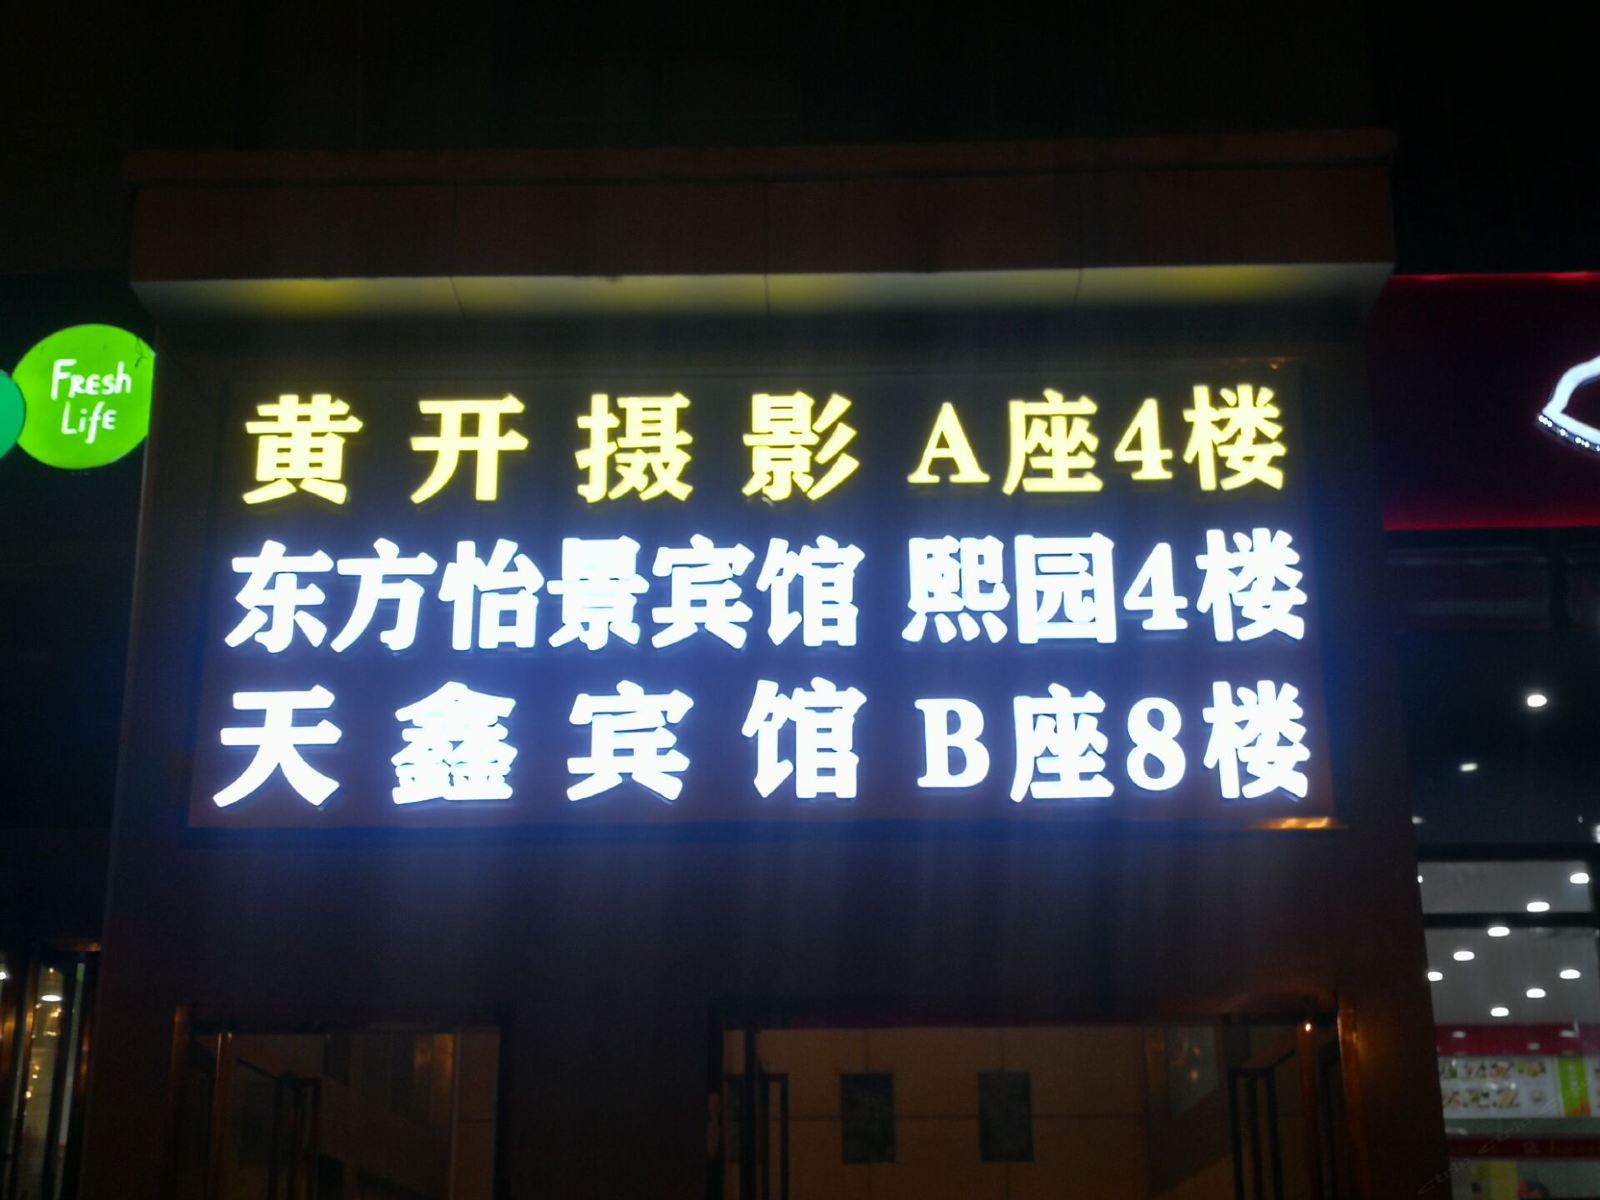 Fresh
Life
黄开摄影 A座4楼
东方怡景宾馆 熙园4楼
天鑫宾馆 B座8楼